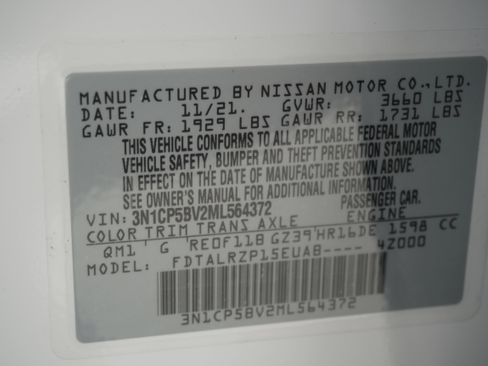 MANUFACTURED BY NISSAN MOTOR CO., LTD.
DATE: 11/21. GVWR: 3660 LBS
GAWR FR: 1929 LBS GAWR RR: 1731 LBS
THIS VEHICLE CONFORMS TO ALL APPLICABLE FEDERAL MOTOR
VEHICLE SAFETY, BUMPER AND THEFT PREVENTION STANDARDS
IN EFFECT ON THE DATE OF MANUFACTURE SHOWN ABOVE.
SEE OWNER'S MANUAL FOR ADDITIONAL INFORMATION.
VIN: 3N1CP5BV2ML564372 PASSENGER CAR.
COLOR TRIM TRANS AXLE ENGINE
QM1 G RE0F11B GZ39 HR16DE 1598 CC
MODEL: FDTALRZP15EUAB---- 4Z000
3N1CP5BV2ML564372